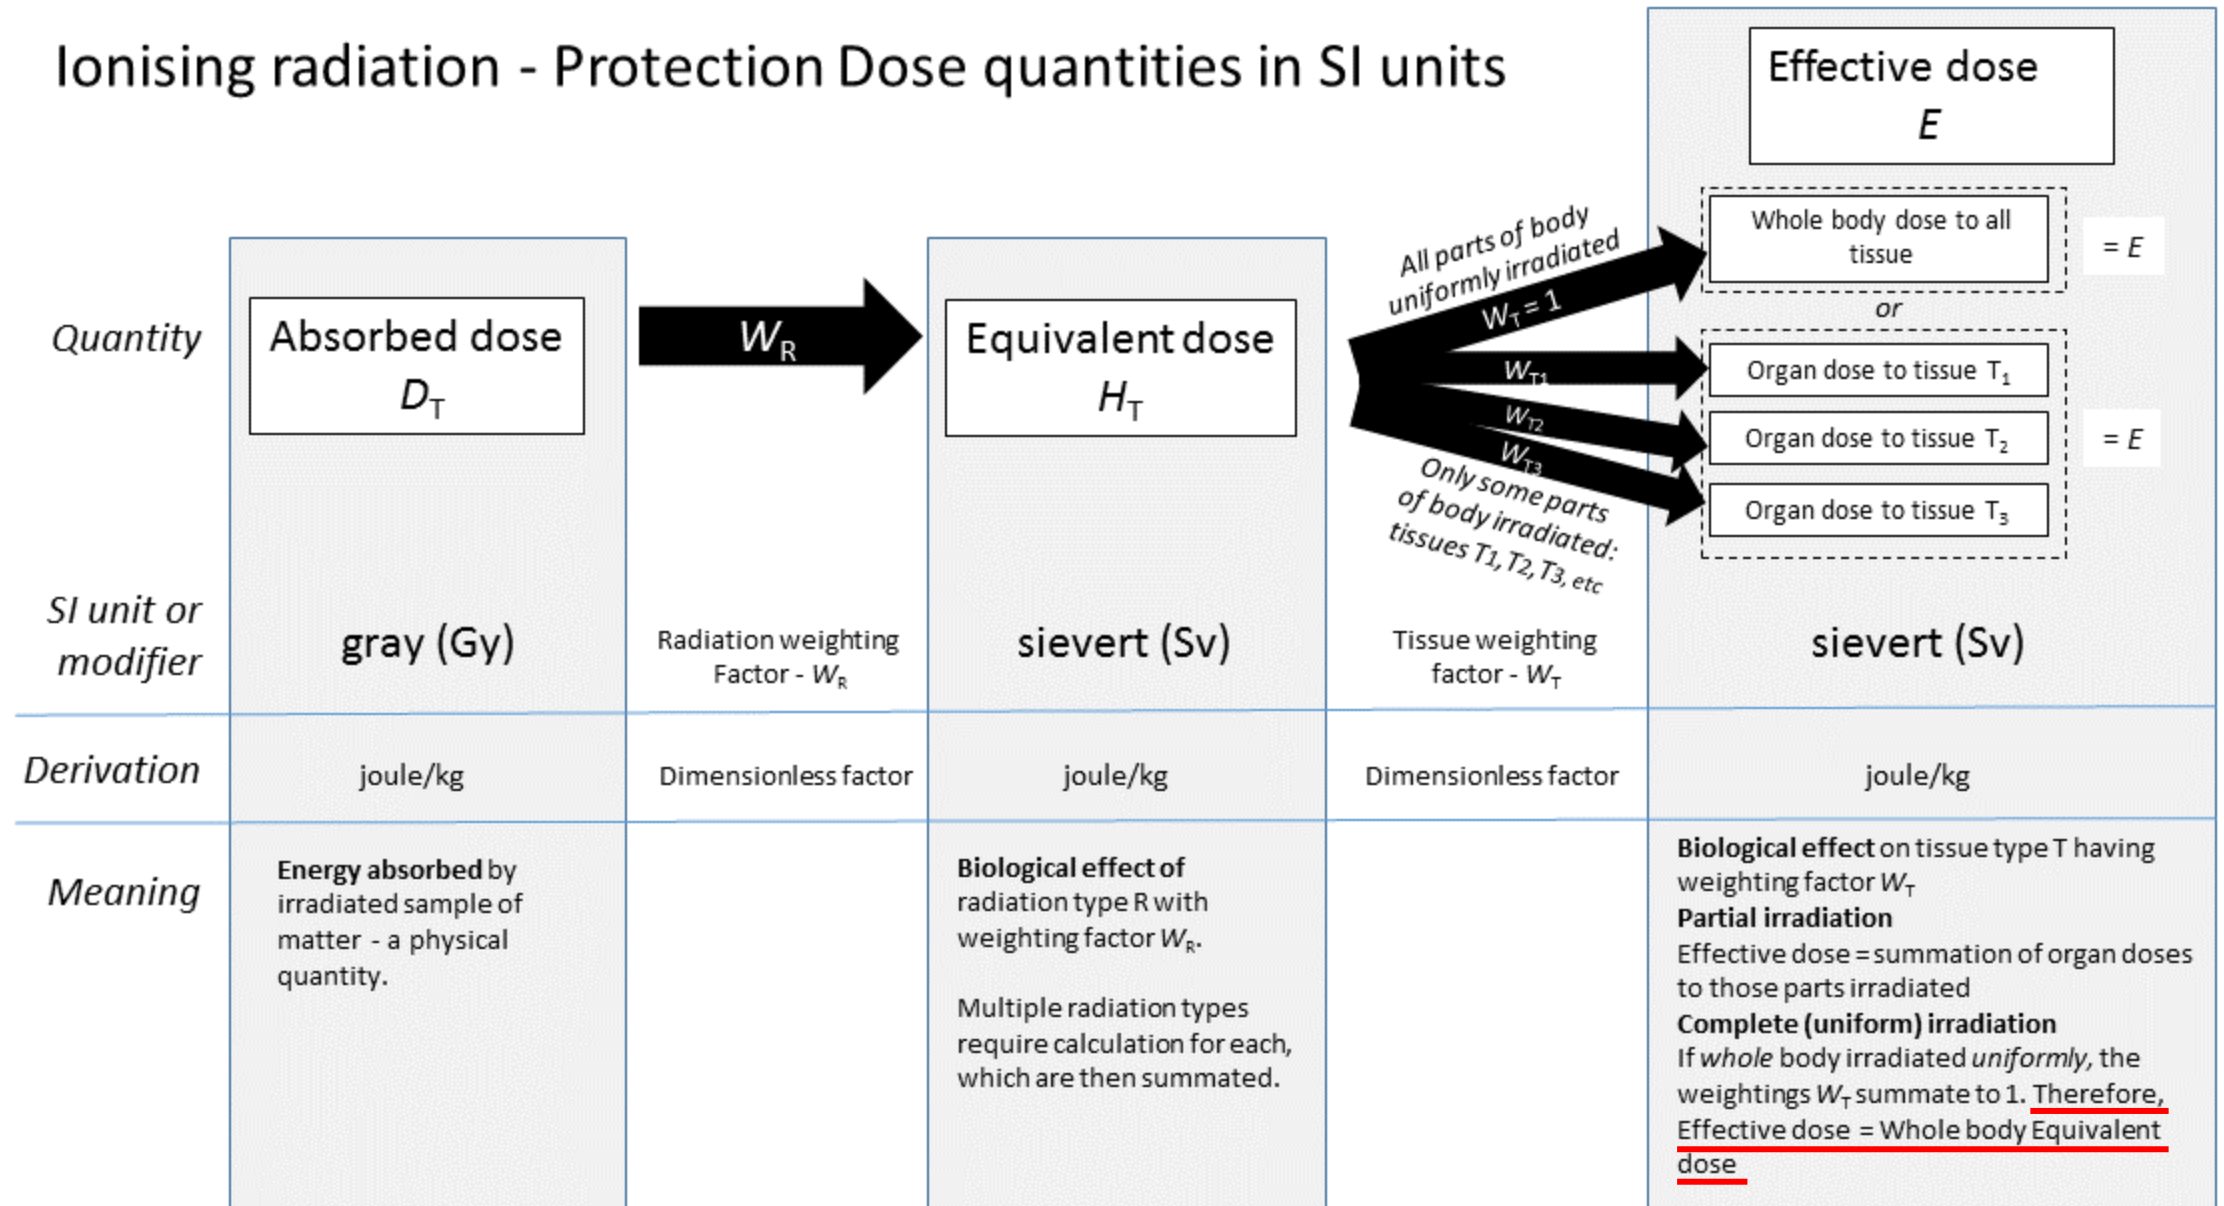 Ionising radiation - Protection Dose quantities in SI units
Effective dose
E
Whole body dose to all
tissue
= E
or
All parts of body
uniformly irradiated
WT = 1
Quantity
Absorbed dose
DT
WR
Equivalent dose
HT
WT1
WT2
WT3
Organ dose to tissue T1
Organ dose to tissue T2
Organ dose to tissue T3
= E
Only some parts
of body irradiated:
tissues T1, T2, T3, etc
SI unit or
modifier
gray (Gy)
Radiation weighting
Factor - WR
sievert (Sv)
Tissue weighting
factor - WT
sievert (Sv)
Derivation
joule/kg
Dimensionless factor
joule/kg
Dimensionless factor
joule/kg
Meaning
Energy absorbed by
irradiated sample of
matter - a physical
quantity.
Biological effect of
radiation type R with
weighting factor WR.
Multiple radiation types
require calculation for each,
which are then summated.
Biological effect on tissue type T having
weighting factor WT
Partial irradiation
Effective dose = summation of organ doses
to those parts irradiated
Complete (uniform) irradiation
If whole body irradiated uniformly, the
weightings WT summate to 1. Therefore,
Effective dose = Whole body Equivalent
dose